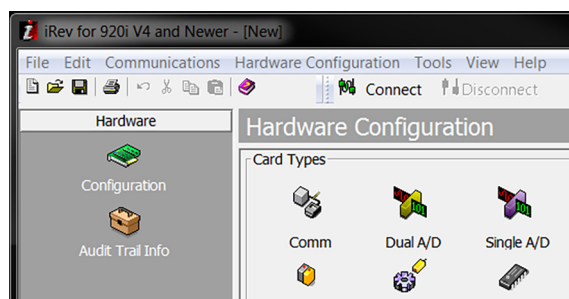 iRev for 920i V4 and Newer - [New]
File Edit Communications Hardware Configuration Tools View Help
Connect Disconnect
Hardware
Hardware Configuration
Configuration
Audit Trail Info
Card Types
Comm Dual A/D Single A/D